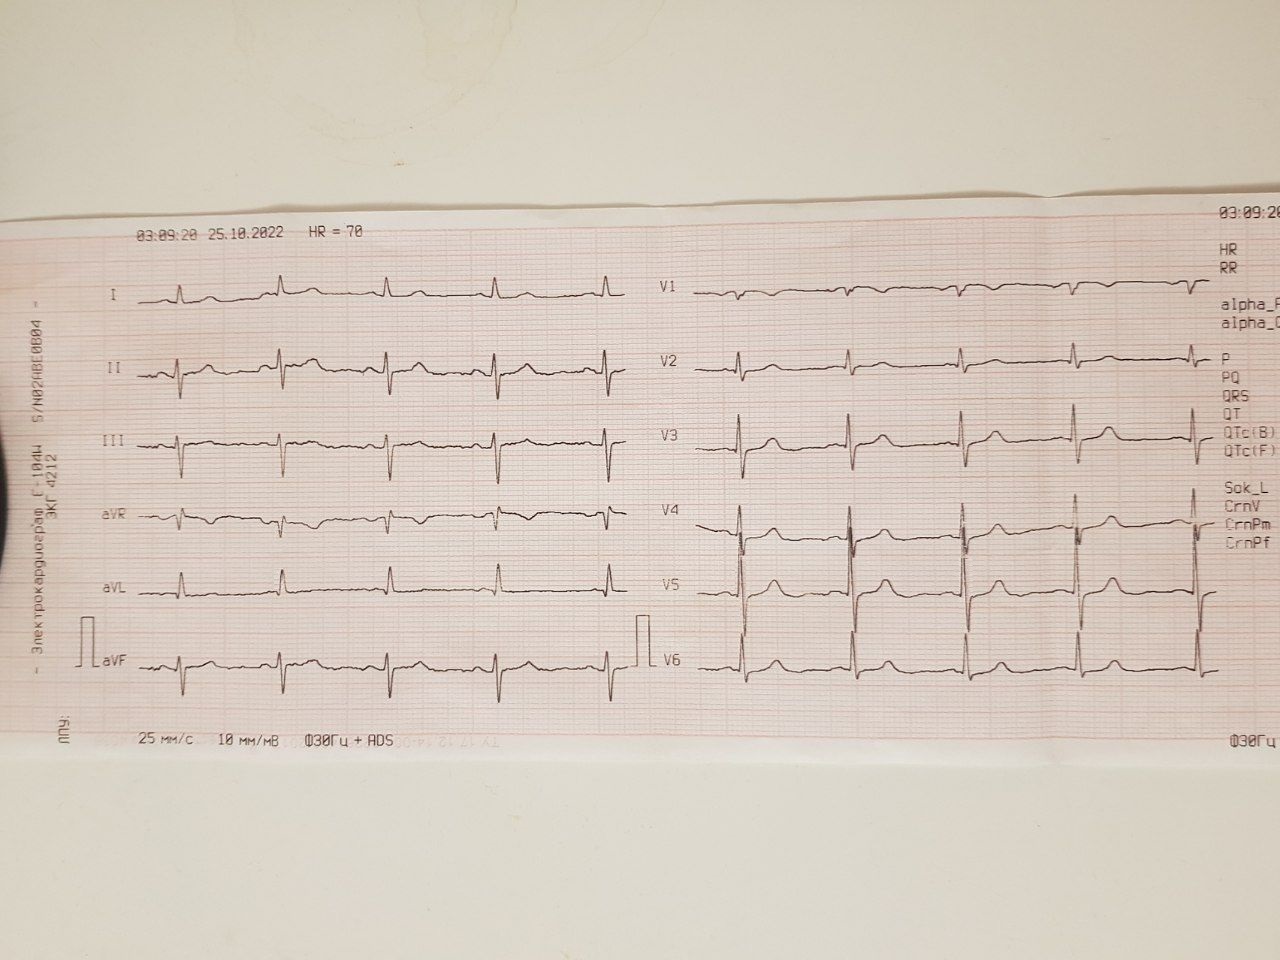 03:09:20 25.10.2022 HR = 70
03:09:20
I
II
III
aVR
aVL
aVF
V1
V2
V3
V4
V5
V6
HR
RR
alpha_P
alpha_Q
P
PQ
QRS
QT
QTc(B)
QTc(F)
Sok_L
CrnV
CrnPm
CrnPf
25 мм/с 10 мм/мВ Ф30Гц + ADS
Ф30Гц
ЛПУ:
- Электрокардиограф
ЭКГ 4212